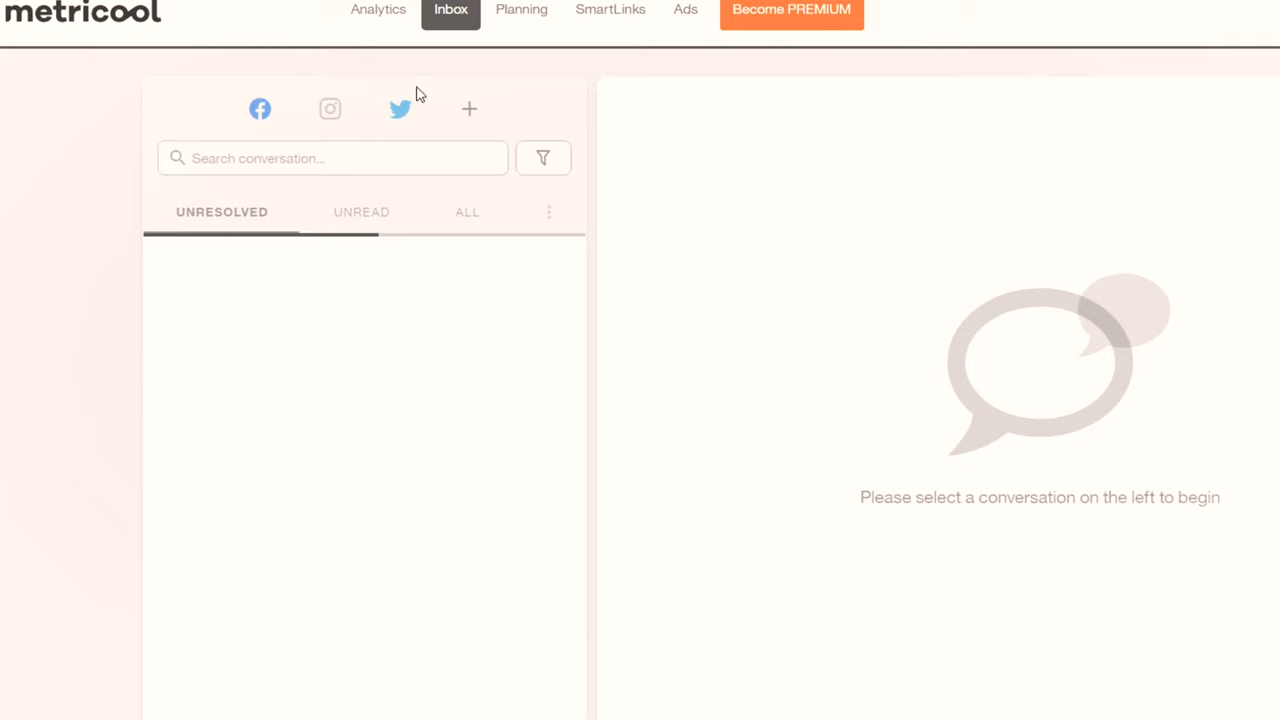 metricool
Analytics Inbox Planning SmartLinks Ads Become PREMIUM
Search conversation...
UNRESOLVED UNREAD ALL
Please select a conversation on the left to begin